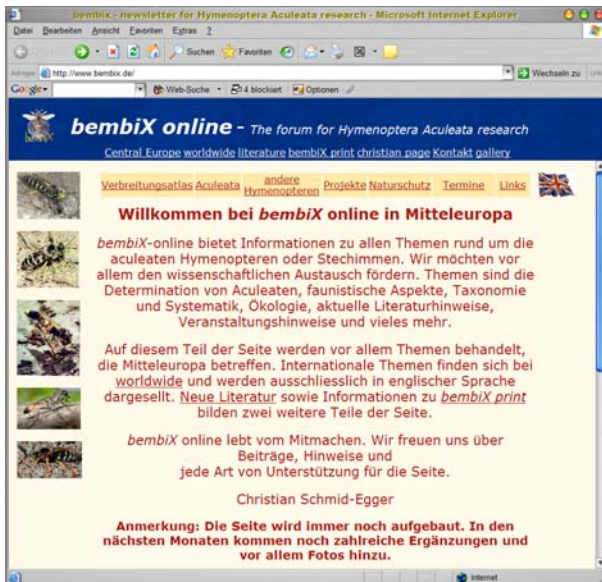 bembix - newsletter for Hymenoptera Aculeata research - Microsoft Internet Explorer
Datei Bearbeiten Ansicht Favoriten Extras ?
Suchen Favoriten
http://www.bembix.de/ Wechseln zu
Google Web-Suche 4 blockiert Optionen
bembiX online - The forum for Hymenoptera Aculeata research
Central Europe worldwide literature bembiX print christian page Kontakt gallery
Verbreitungsatlas Aculeata andere Hymenopteren Projekte Naturschutz Termine Links
Willkommen bei bembiX online in Mitteleuropa
bembiX-online bietet Informationen zu allen Themen rund um die
aculeaten Hymenopteren oder Stechimmen. Wir möchten vor
allem den wissenschaftlichen Austausch fördern. Themen sind die
Determination von Aculeaten, faunistische Aspekte, Taxonomie
und Systematik, Ökologie, aktuelle Literaturhinweise,
Veranstaltungshinweise und vieles mehr.
Auf diesem Teil der Seite werden vor allem Themen behandelt,
die Mitteleuropa betreffen. Internationale Themen finden sich bei
worldwide und werden ausschliesslich in englischer Sprache
dargesellt. Neue Literatur sowie Informationen zu bembiX print
bilden zwei weitere Teile der Seite.
bembiX online lebt vom Mitmachen. Wir freuen uns über
Beiträge, Hinweise und
jede Art von Unterstützung für die Seite.
Christian Schmid-Egger
Anmerkung: Die Seite wird immer noch aufgebaut. In den
nächsten Monaten kommen noch zahlreiche Ergänzungen und
vor allem Fotos hinzu.
Internet